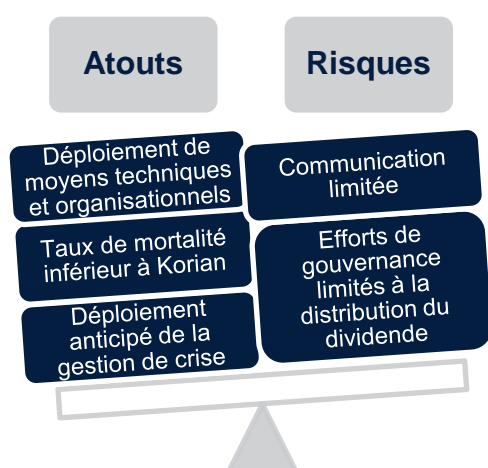 Atouts
Risques
Déploiement de
moyens techniques
et organisationnels
Taux de mortalité
inférieur à Korian
Déploiement
anticipé de la
gestion de crise
Communication
limitée
Efforts de
gouvernance
limités à la
distribution du
dividende